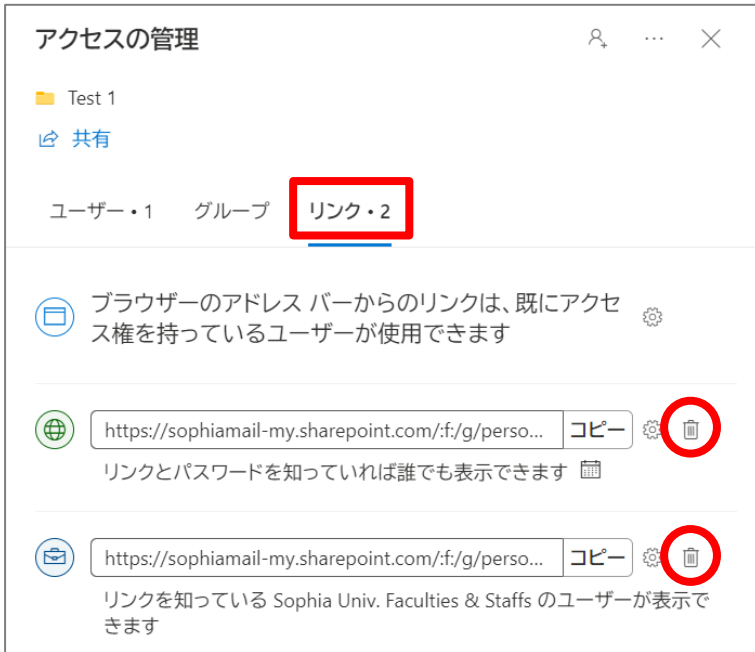 アクセスの管理
Test 1
共有
ユーザー・1 グループ リンク・2
ブラウザーのアドレス バーからのリンクは、既にアクセ
ス権を持っているユーザーが使用できます
https://sophiamail-my.sharepoint.com/:f:/g/perso... コピー
リンクとパスワードを知っていれば誰でも表示できます
https://sophiamail-my.sharepoint.com/:f:/g/perso... コピー
リンクを知っている Sophia Univ. Faculties & Staffs のユーザーが表示で
きます